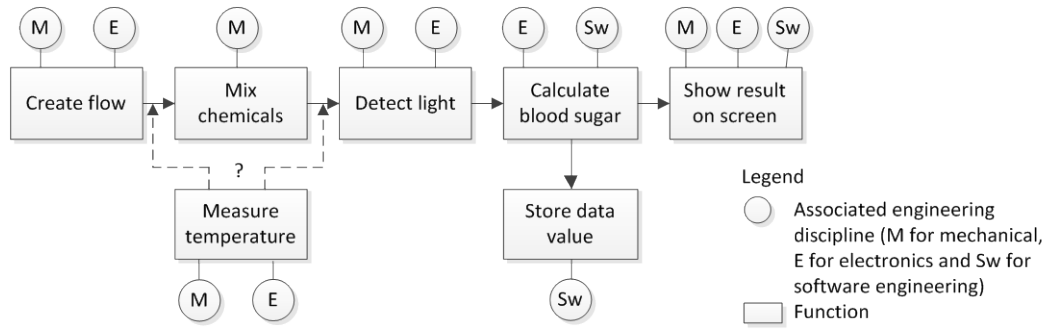 M E M M E E Sw M E Sw
Create flow
Mix
chemicals
Detect light
Calculate
blood sugar
Show result
on screen
?
Measure
temperature
M E
Store data
value
Sw
Legend
Associated engineering
discipline (M for mechanical,
E for electronics and Sw for
software engineering)
Function